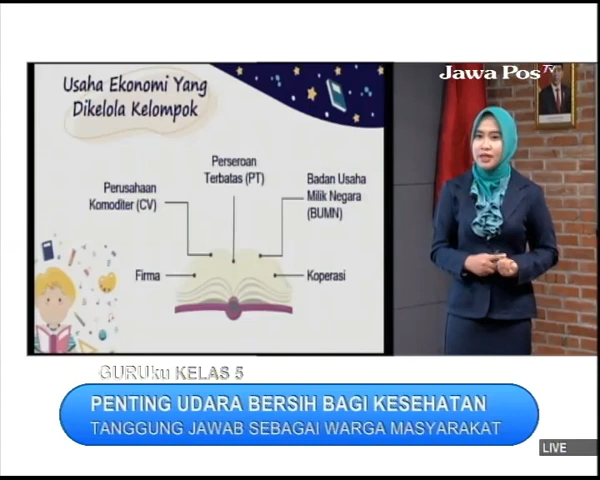 Jawa Pos TV
Usaha Ekonomi Yang
Dikelola Kelompok
Perseroan
Terbatas (PT)
Perusahaan
Komoditer (CV)
Badan Usaha
Milik Negara
(BUMN)
Firma
Koperasi
GURUku KELAS 5
PENTING UDARA BERSIH BAGI KESEHATAN
TANGGUNG JAWAB SEBAGAI WARGA MASYARAKAT
LIVE